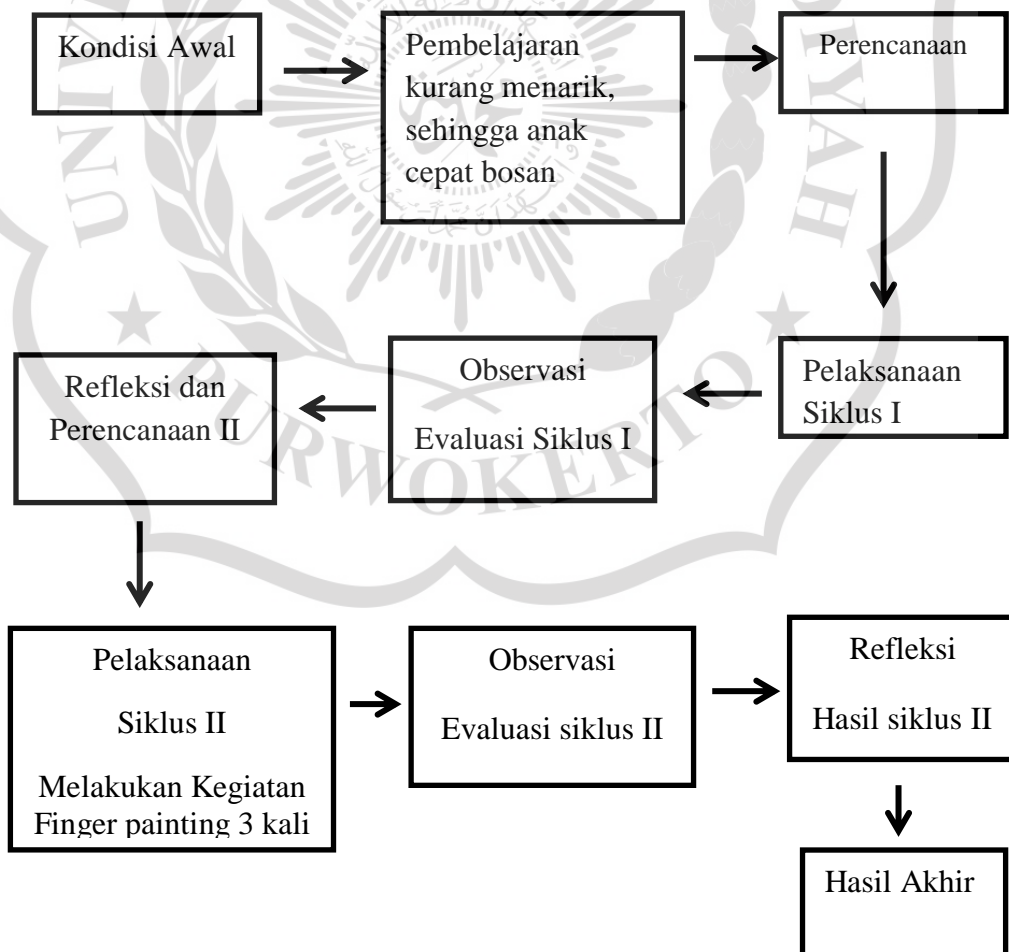 Kondisi Awal
Pembelajaran
kurang menarik,
sehingga anak
cepat bosan
Perencanaan
Pelaksanaan
Siklus I
Observasi
Evaluasi Siklus I
Refleksi dan
Perencanaan II
PURWOKERTO
Pelaksanaan
Siklus II
Melakukan Kegiatan
Finger painting 3 kali
Observasi
Evaluasi siklus II
Refleksi
Hasil siklus II
Hasil Akhir